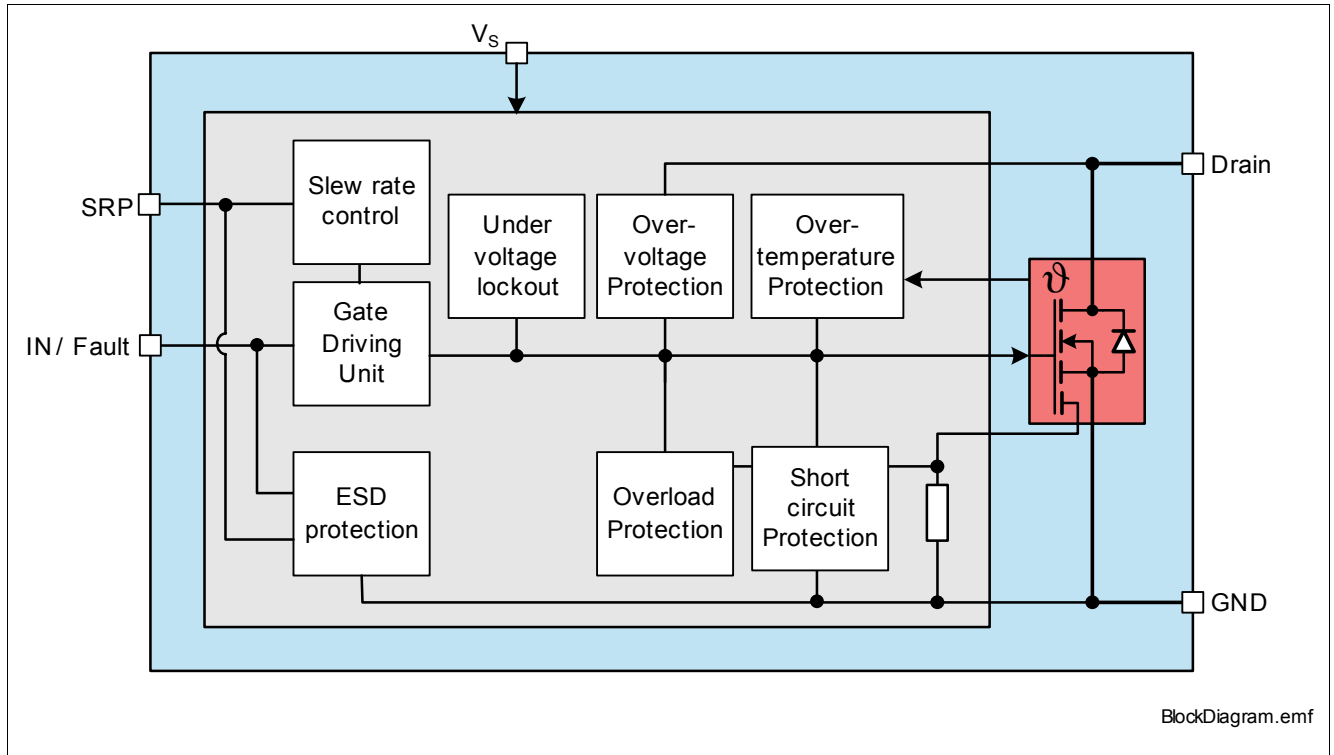 VS
SRP
IN / Fault
Slew rate
control
Gate
Driving
Unit
ESD
protection
Under
voltage
lockout
Over-
voltage
Protection
Over-
temperature
Protection
Overload
Protection
Short
circuit
Protection
ϑ
Drain
GND
BlockDiagram.emf